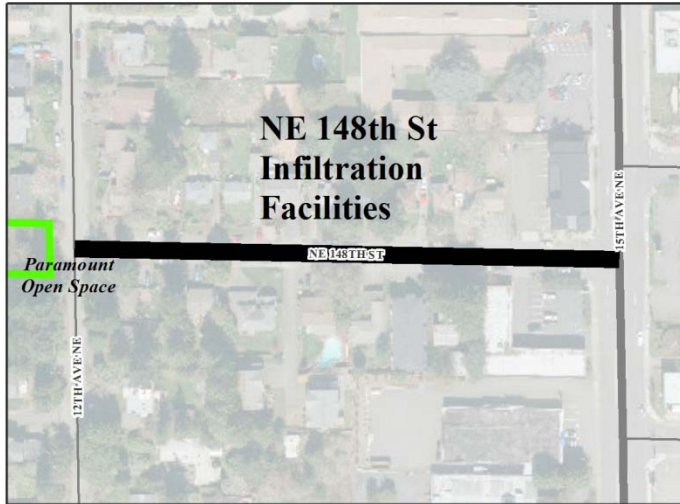 NE 148th St
Infiltration
Facilities
15TH AVE NE
NE 148TH ST
Paramount
Open Space
12TH AVE NE